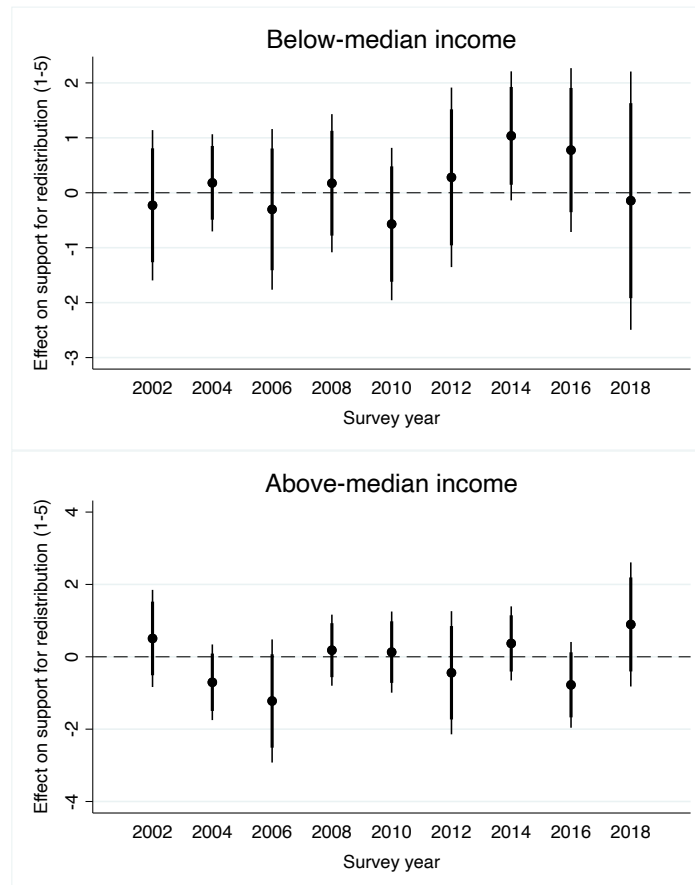 Below-median income
Effect on support for redistribution (1-5)
2
1
0
-1
-2
-3
2002 2004 2006 2008 2010 2012 2014 2016 2018
Survey year
Above-median income
Effect on support for redistribution (1-5)
4
2
0
-2
-4
2002 2004 2006 2008 2010 2012 2014 2016 2018
Survey year